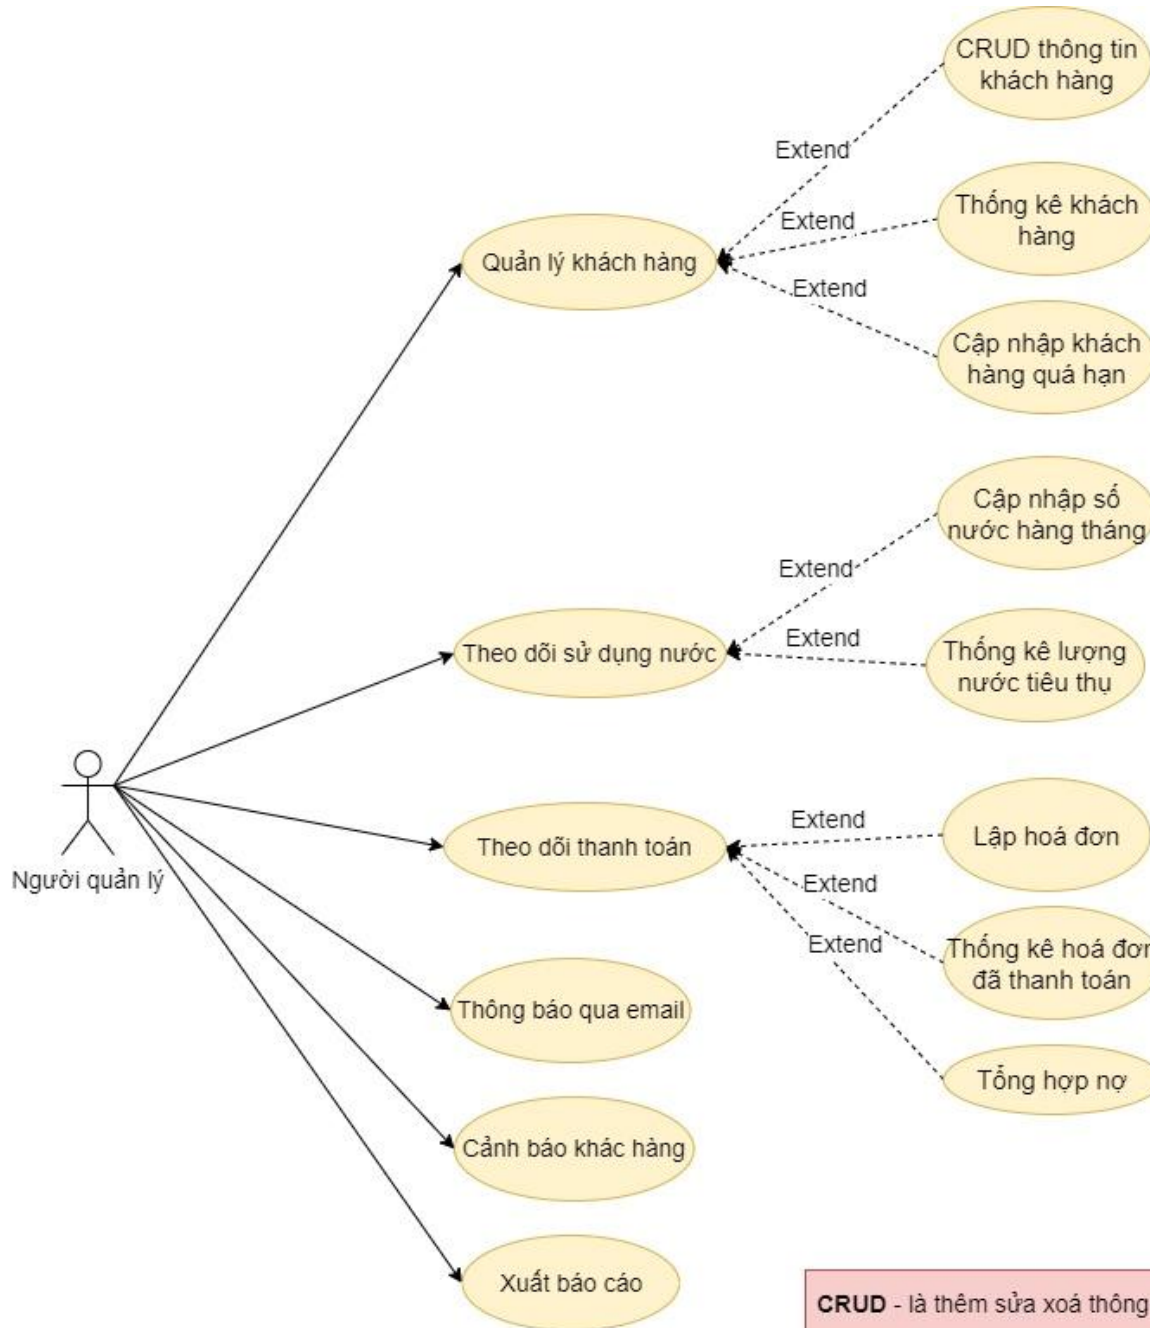 CRUD thông tin
khách hàng
Extend
Thống kê khách
hàng
Extend
Quản lý khách hàng
Extend
Cập nhập khách
hàng quá hạn
Cập nhập số
nước hàng tháng
Extend
Extend
Theo dõi sử dụng nước
Thống kê lượng
nước tiêu thụ
Người quản lý
Extend
Lập hoá đơn
Theo dõi thanh toán
Extend
Extend
Thống kê hoá đơn
đã thanh toán
Thông báo qua email
Tổng hợp nợ
Cảnh báo khác hàng
Xuất báo cáo
CRUD - là thêm sửa xoá thông